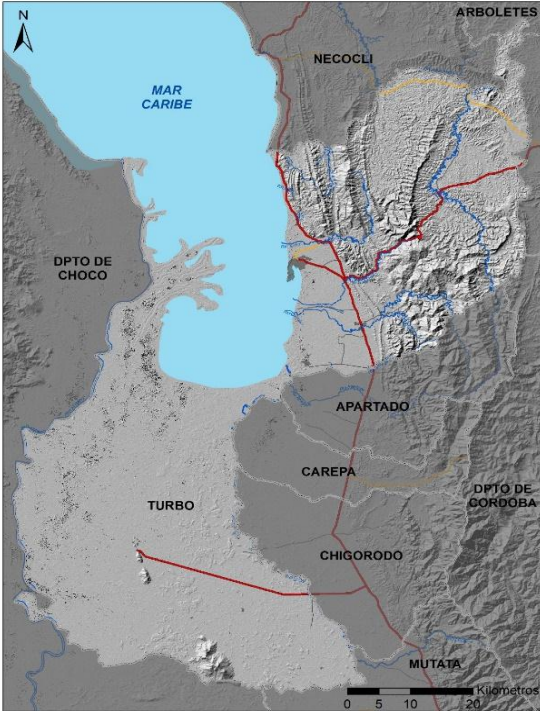 N
ARBOLETES
NECOCLI
MAR
CARIBE
DPTO DE
CHOCO
APARTADO
CAREPA
DPTO DE
CORDOBA
TURBO
CHIGORODO
MUTATA
Kilometros
0 5 10 20